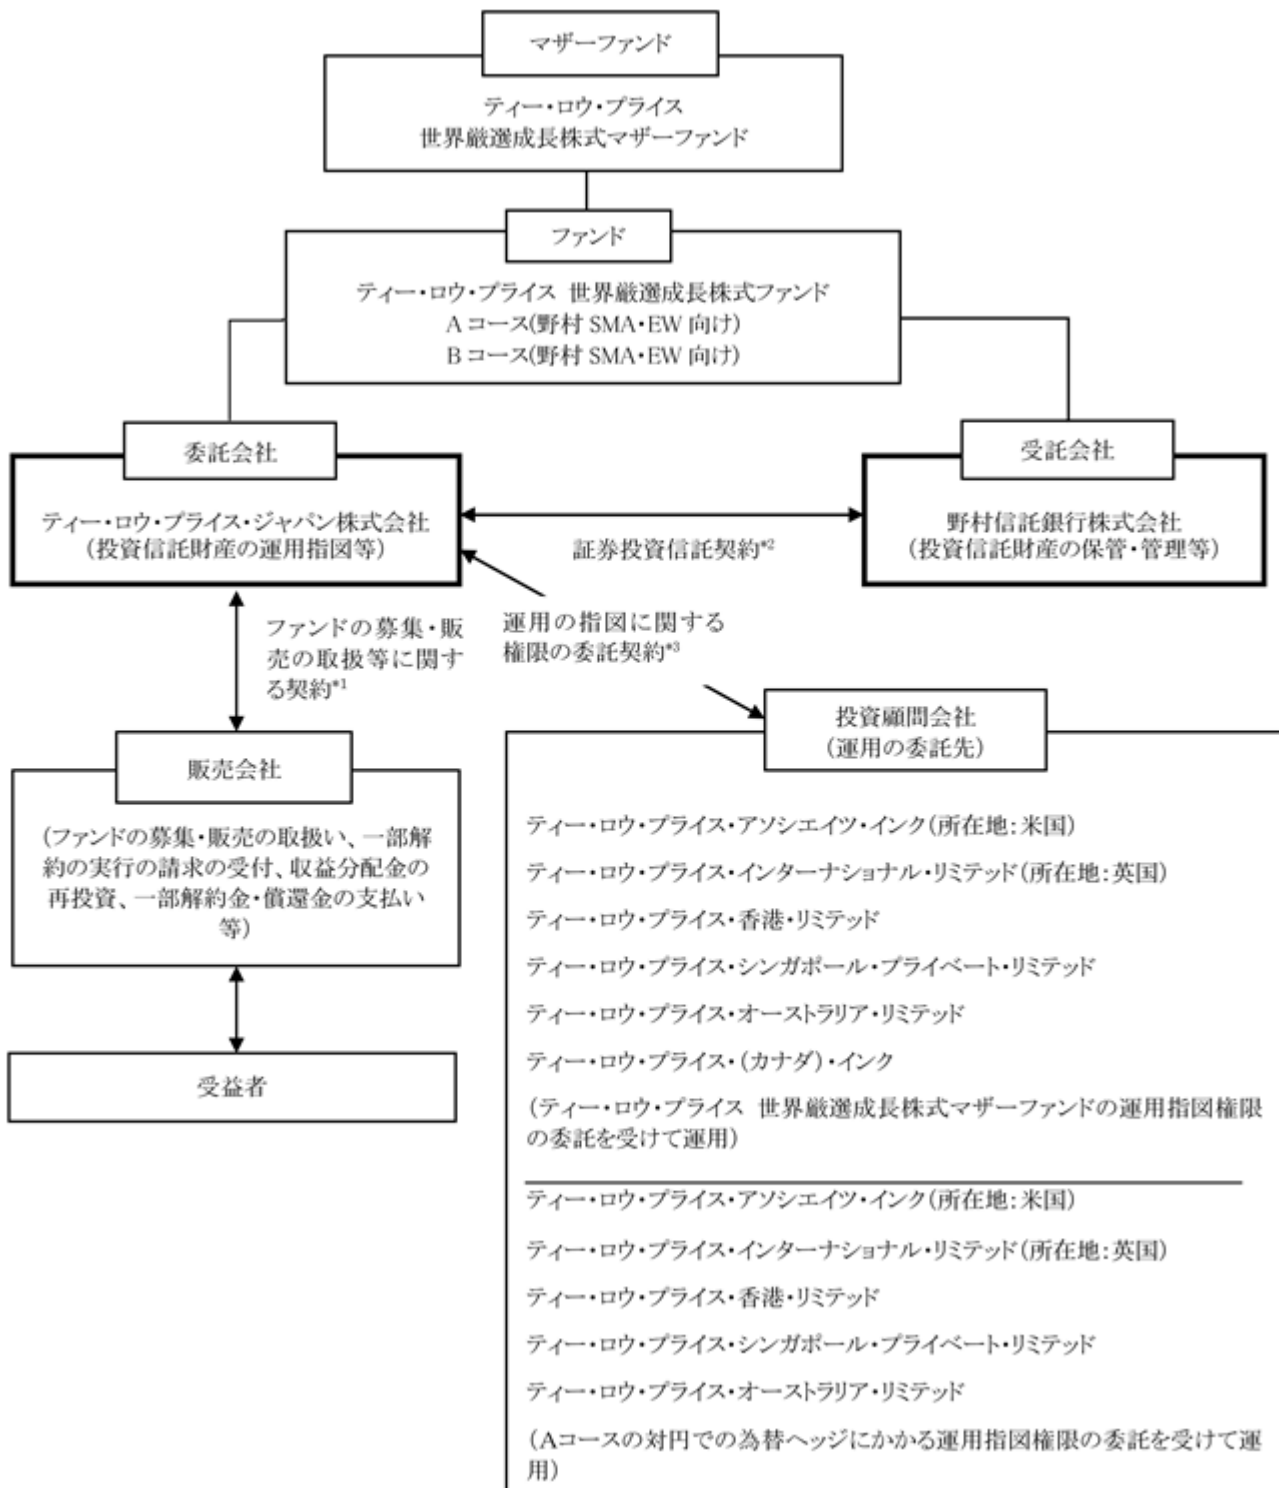 マザーファンド
ティー・ロウ・プライス
世界厳選成長株式マザーファンド
ファンド
ティー・ロウ・プライス 世界厳選成長株式ファンド
Aコース(野村 SMA・EW 向け)
Bコース(野村 SMA・EW 向け)
委託会社
ティー・ロウ・プライス・ジャパン株式会社
(投資信託財産の運用指図等)
証券投資信託契約*2
受託会社
野村信託銀行株式会社
(投資信託財産の保管・管理等)
ファンドの募集・販
売の取扱等に関す
る契約*1
運用の指図に関する
権限の委託契約*3
販売会社
(ファンドの募集・販売の取扱い、一部解
約の実行の請求の受付、収益分配金の
再投資、一部解約金・償還金の支払い
等)
受益者
投資顧問会社
(運用の委託先)
ティー・ロウ・プライス・アソシエイツ・インク(所在地:米国)
ティー・ロウ・プライス・インターナショナル・リミテッド(所在地:英国)
ティー・ロウ・プライス・香港・リミテッド
ティー・ロウ・プライス・シンガポール・プライベート・リミテッド
ティー・ロウ・プライス・オーストラリア・リミテッド
ティー・ロウ・プライス・(カナダ)・インク
(ティー・ロウ・プライス 世界厳選成長株式マザーファンドの運用指図権限
の委託を受けて運用)
ティー・ロウ・プライス・アソシエイツ・インク(所在地:米国)
ティー・ロウ・プライス・インターナショナル・リミテッド(所在地:英国)
ティー・ロウ・プライス・香港・リミテッド
ティー・ロウ・プライス・シンガポール・プライベート・リミテッド
ティー・ロウ・プライス・オーストラリア・リミテッド
(Aコースの対円での為替ヘッジにかかる運用指図権限の委託を受けて運
用)